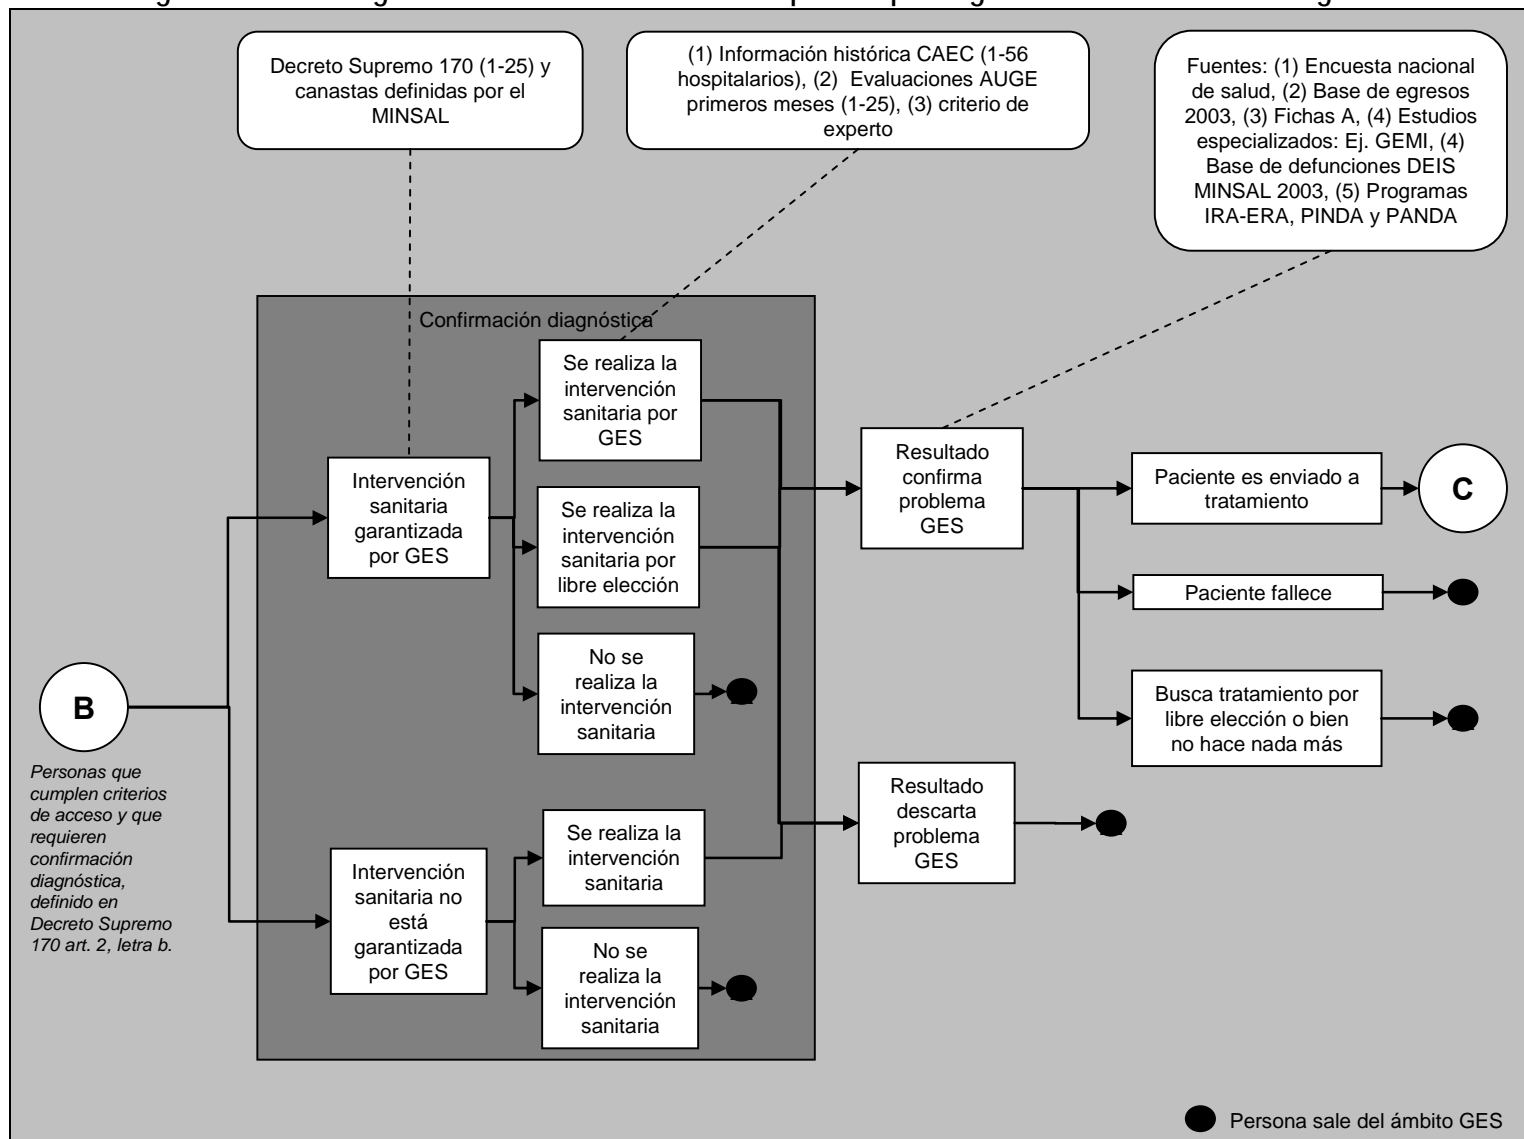 Decreto Supremo 170 (1-25) y
canastas definidas por el
MINSAL
(1) Información histórica CAEC (1-56
hospitalarios), (2) Evaluaciones AUGE
primeros meses (1-25), (3) criterio de
experto
Fuentes: (1) Encuesta nacional
de salud, (2) Base de egresos
2003, (3) Fichas A, (4) Estudios
especializados: Ej. GEMI, (4)
Base de defunciones DEIS
MINSAL 2003, (5) Programas
IRA-ERA, PINDA y PANDA
Confirmación diagnóstica
Se realiza la
intervención
sanitaria por
GES
Intervención
sanitaria
garantizada
por GES
Se realiza la
intervención
sanitaria por
libre elección
No se
realiza la
intervención
sanitaria
Resultado
confirma
problema
GES
Paciente es enviado a
tratamiento
C
Paciente fallece
Busca tratamiento por
libre elección o bien
no hace nada más
B
Personas que
cumplen criterios
de acceso y que
requieren
confirmación
diagnóstica,
definido en
Decreto Supremo
170 art. 2, letra b.
Intervención
sanitaria no
está
garantizada
por GES
Se realiza la
intervención
sanitaria
No se
realiza la
intervención
sanitaria
Resultado
descarta
problema
GES
Persona sale del ámbito GES